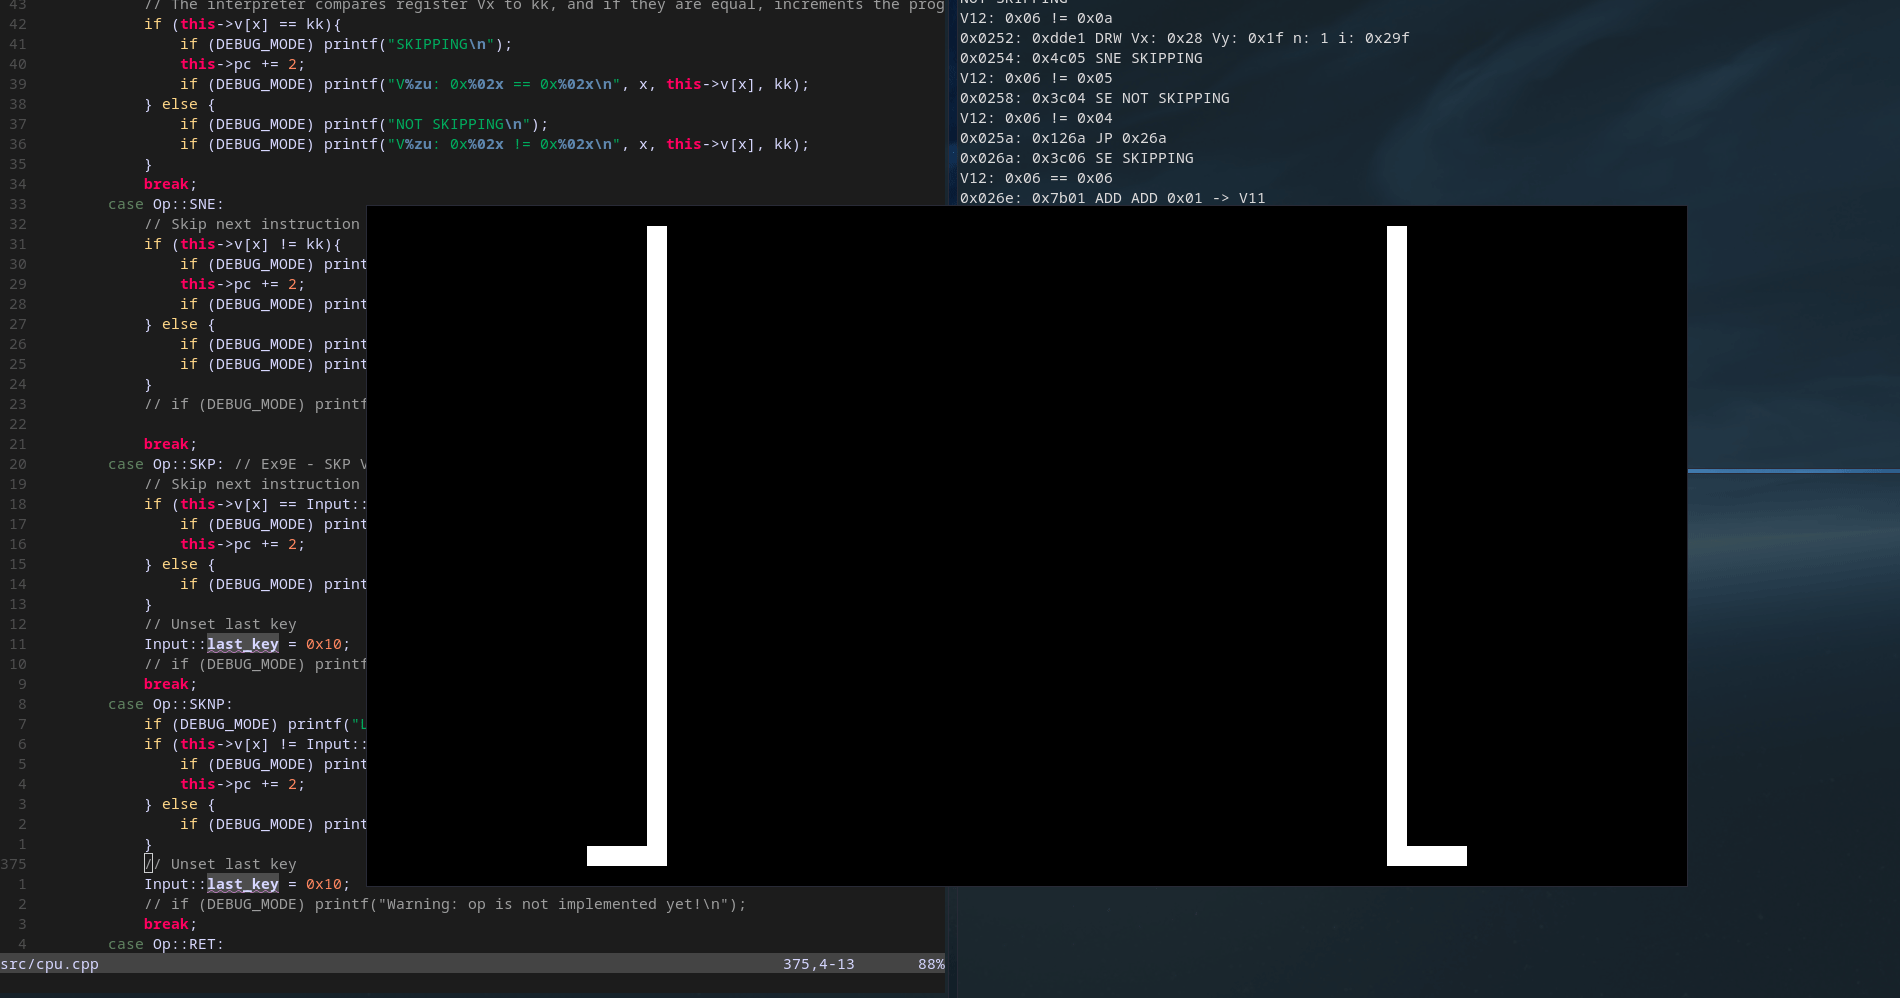 43 // The interpreter compares register Vx to kk, and if they are equal, increments the prog
42 if (this->v[x] == kk){
41 if (DEBUG_MODE) printf("SKIPPING\n");
40 this->pc += 2;
39 if (DEBUG_MODE) printf("V%zu: 0x%02x == 0x%02x\n", x, this->v[x], kk);
38 } else {
37 if (DEBUG_MODE) printf("NOT SKIPPING\n");
36 if (DEBUG_MODE) printf("V%zu: 0x%02x != 0x%02x\n", x, this->v[x], kk);
35 }
34 break;
33 case Op::SNE:
32 // Skip next instruction
31 if (this->v[x] != kk){
30 if (DEBUG_MODE) print
29 this->pc += 2;
28 if (DEBUG_MODE) print
27 } else {
26 if (DEBUG_MODE) print
25 if (DEBUG_MODE) print
24 }
23 // if (DEBUG_MODE) printf
22
21 break;
20 case Op::SKP: // Ex9E - SKP V
19 // Skip next instruction
18 if (this->v[x] == Input::
17 if (DEBUG_MODE) print
16 this->pc += 2;
15 } else {
14 if (DEBUG_MODE) print
13 }
12 // Unset last key
11 Input::last_key = 0x10;
10 // if (DEBUG_MODE) printf
9 break;
8 case Op::SKNP:
7 if (DEBUG_MODE) printf("L
6 if (this->v[x] != Input::
5 if (DEBUG_MODE) print
4 this->pc += 2;
3 } else {
2 if (DEBUG_MODE) print
1 }
375 // Unset last key
1 Input::last_key = 0x10;
2 // if (DEBUG_MODE) printf("Warning: op is not implemented yet!\n");
3 break;
4 case Op::RET:
src/cpu.cpp 375,4-13 88%
NOT SKIPPING
V12: 0x06 != 0x0a
0x0252: 0xdde1 DRW Vx: 0x28 Vy: 0x1f n: 1 i: 0x29f
0x0254: 0x4c05 SNE SKIPPING
V12: 0x06 != 0x05
0x0258: 0x3c04 SE NOT SKIPPING
V12: 0x06 != 0x04
0x025a: 0x126a JP 0x26a
0x026a: 0x3c06 SE SKIPPING
V12: 0x06 == 0x06
0x026e: 0x7b01 ADD ADD 0x01 -> V11